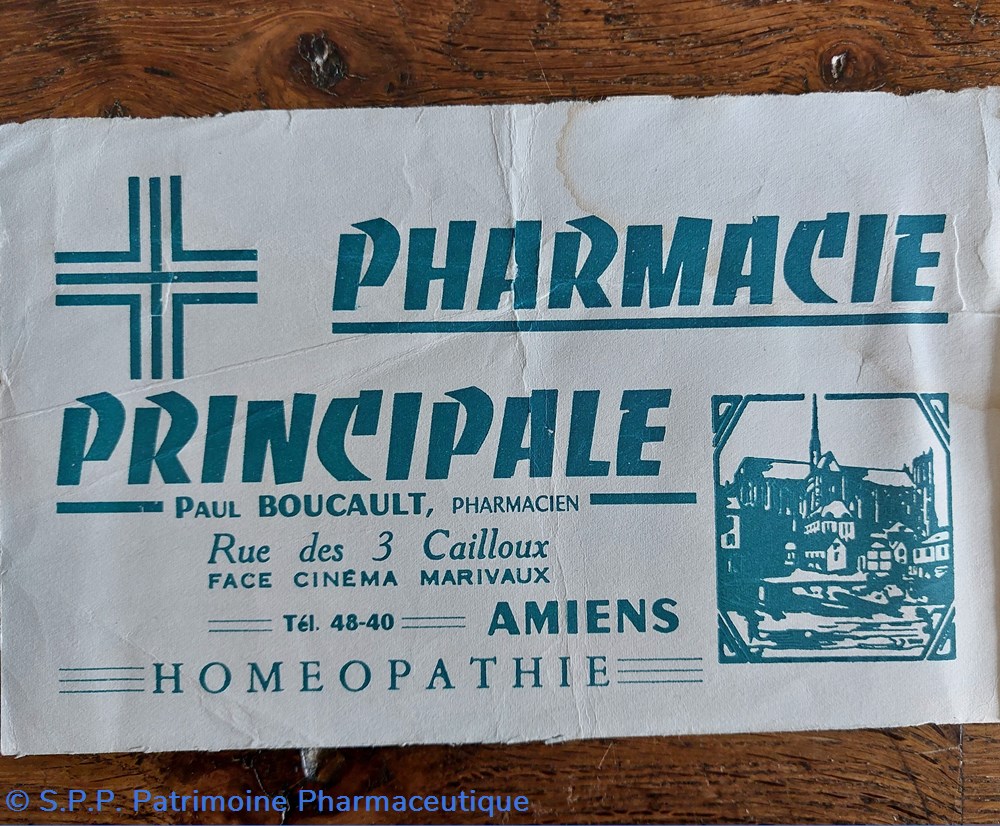 PHARMACIE
PRINCIPALE
PAUL BOUCAULT, PHARMACIEN
Rue des 3 Cailloux
FACE CINÉMA MARIVAUX
Tél. 48-40
AMIENS
HOMEOPATHIE
© S.P.P. Patrimoine Pharmaceutique